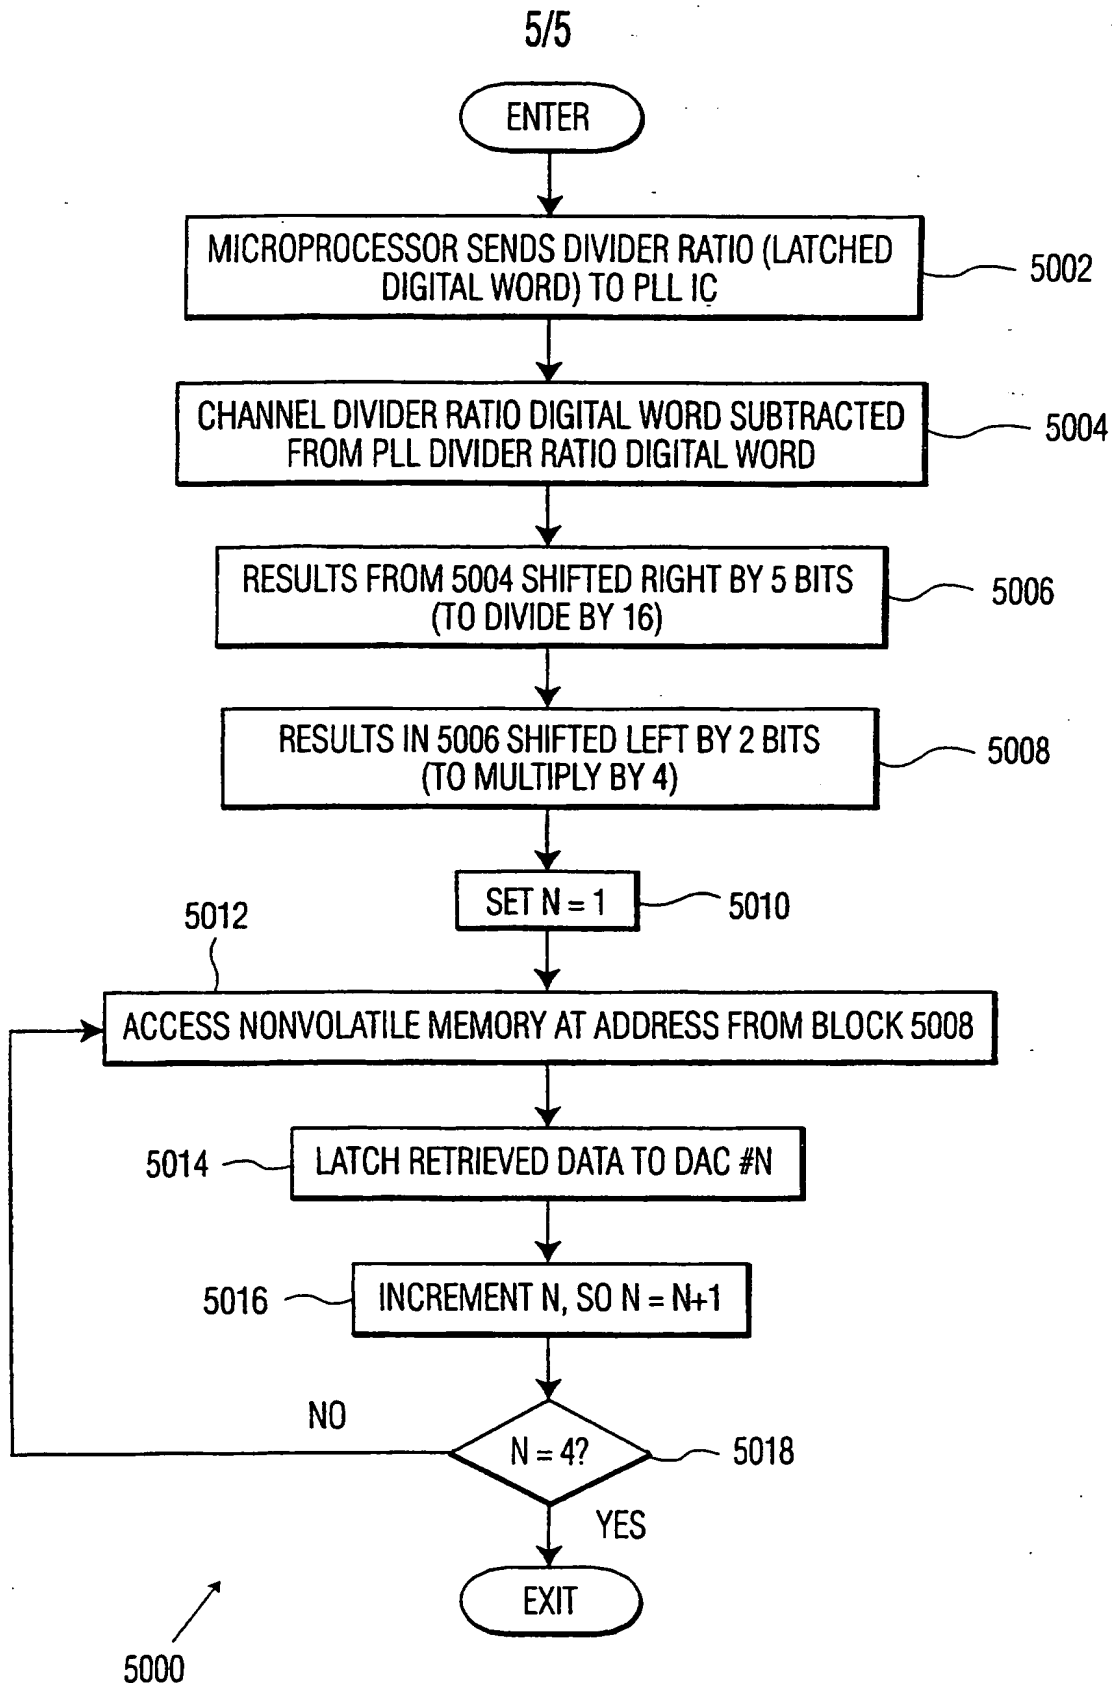 5/5
ENTER
MICROPROCESSOR SENDS DIVIDER RATIO (LATCHED
DIGITAL WORD) TO PLL IC
5002
CHANNEL DIVIDER RATIO DIGITAL WORD SUBTRACTED
FROM PLL DIVIDER RATIO DIGITAL WORD
5004
RESULTS FROM 5004 SHIFTED RIGHT BY 5 BITS
(TO DIVIDE BY 16)
5006
RESULTS IN 5006 SHIFTED LEFT BY 2 BITS
(TO MULTIPLY BY 4)
5008
SET N = 1
5010
5012
ACCESS NONVOLATILE MEMORY AT ADDRESS FROM BLOCK 5008
5014
LATCH RETRIEVED DATA TO DAC #N
5016
INCREMENT N, SO N = N+1
NO
N = 4?
5018
YES
EXIT
5000